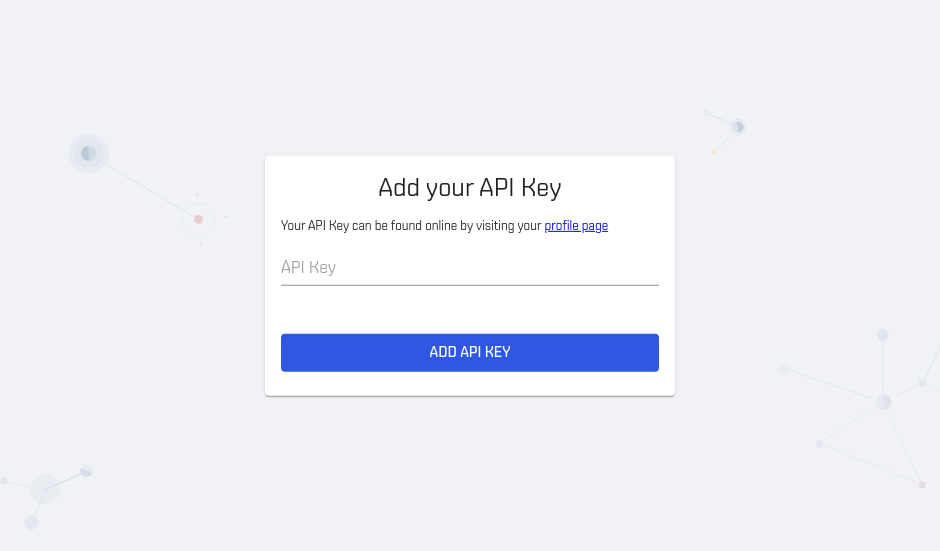 Add your API Key
Your API Key can be found online by visiting your profile page
API Key
ADD API KEY